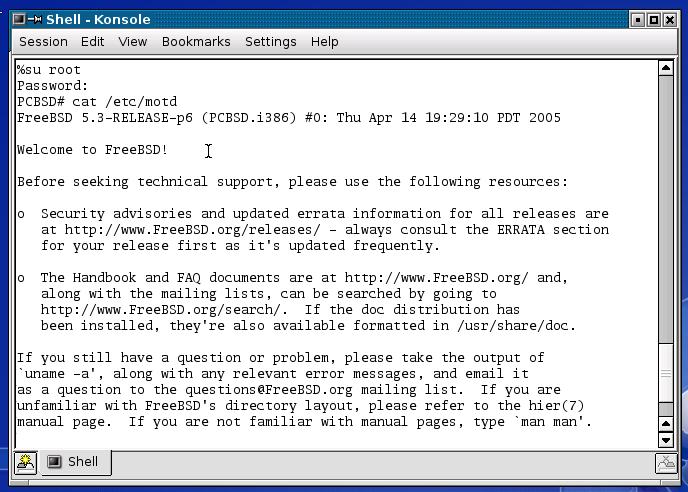 Shell - Konsole
Session Edit View Bookmarks Settings Help
%su root
Password:
PCBSD# cat /etc/motd
FreeBSD 5.3-RELEASE-p6 (PCBSD.i386) #0: Thu Apr 14 19:29:10 PDT 2005
Welcome to FreeBSD!
Before seeking technical support, please use the following resources:
o  Security advisories and updated errata information for all releases are
at http://www.FreeBSD.org/releases/ - always consult the ERRATA section
for your release first as it's updated frequently.
o  The Handbook and FAQ documents are at http://www.FreeBSD.org/ and,
along with the mailing lists, can be searched by going to
http://www.FreeBSD.org/search/.  If the doc distribution has
been installed, they're also available formatted in /usr/share/doc.
If you still have a question or problem, please take the output of
`uname -a', along with any relevant error messages, and email it
as a question to the questions@FreeBSD.org mailing list.  If you are
unfamiliar with FreeBSD's directory layout, please refer to the hier(7)
manual page.  If you are not familiar with manual pages, type `man man'.
Shell